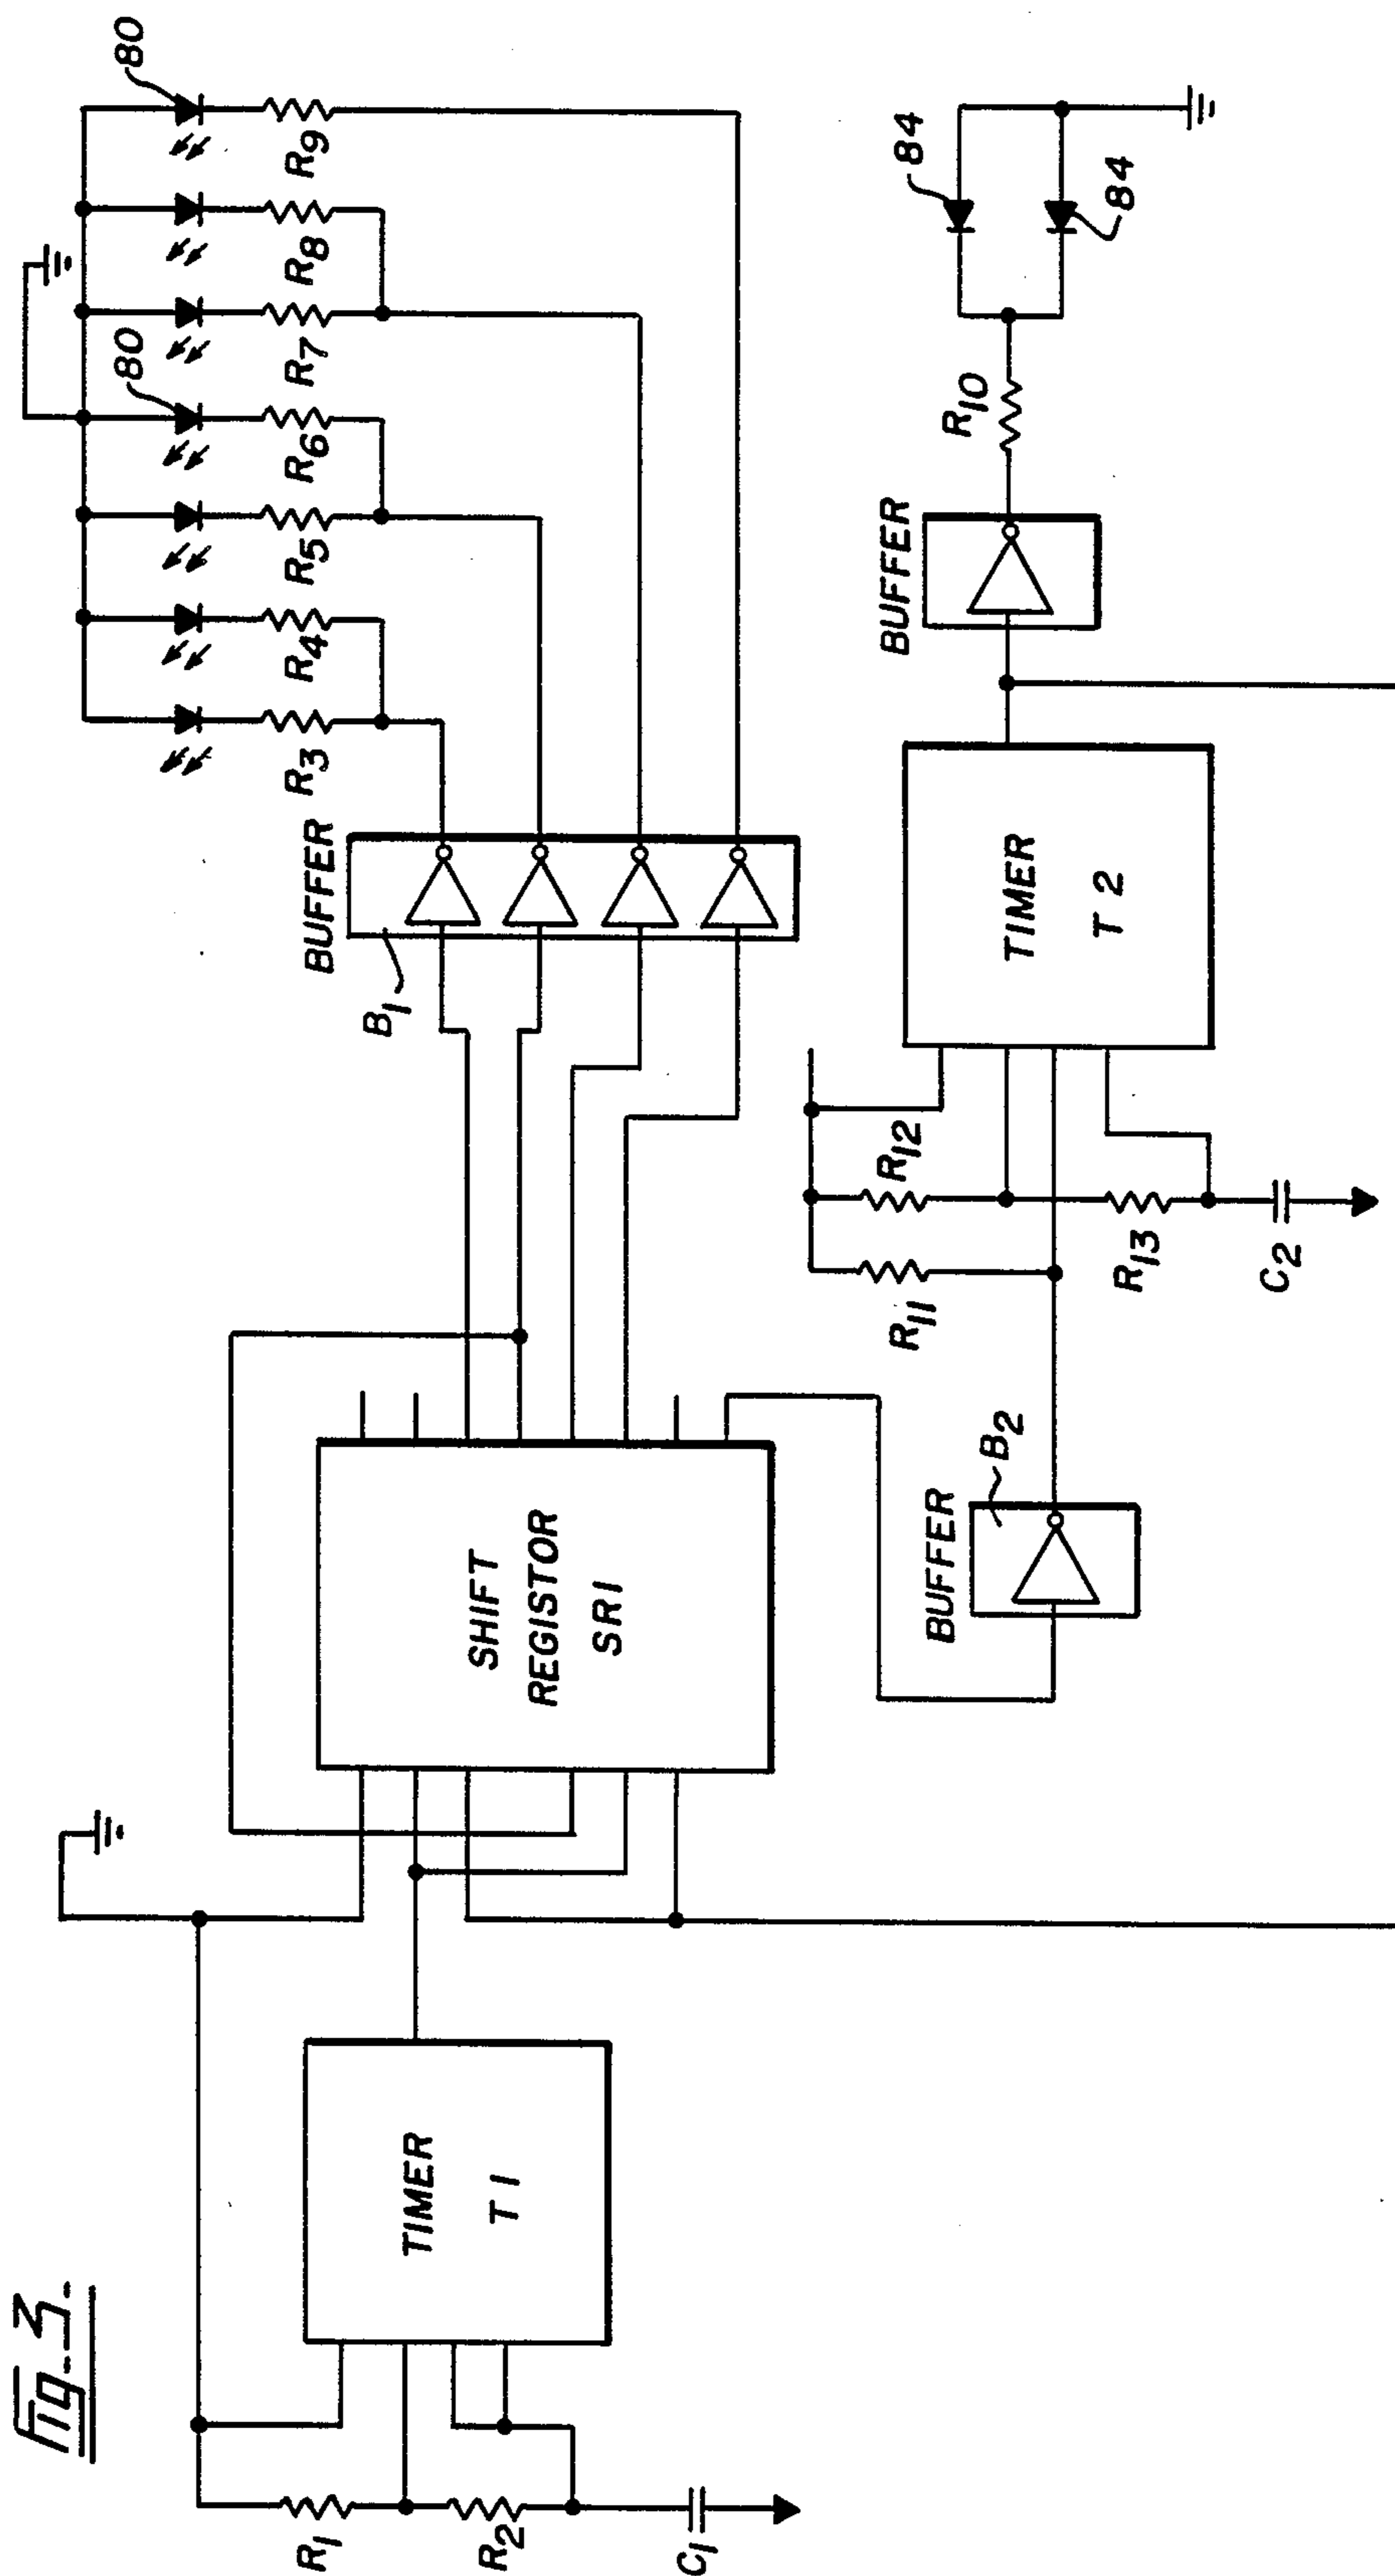 Fig. 3.
R1
R2
C1
TIMER
T1
SHIFT
REGISTOR
SR1
BUFFER
B1
R3
R4
R5
R6
R7
R8
R9
80
80
BUFFER
B2
R11
R12
R13
C2
TIMER
T2
BUFFER
R10
84
84